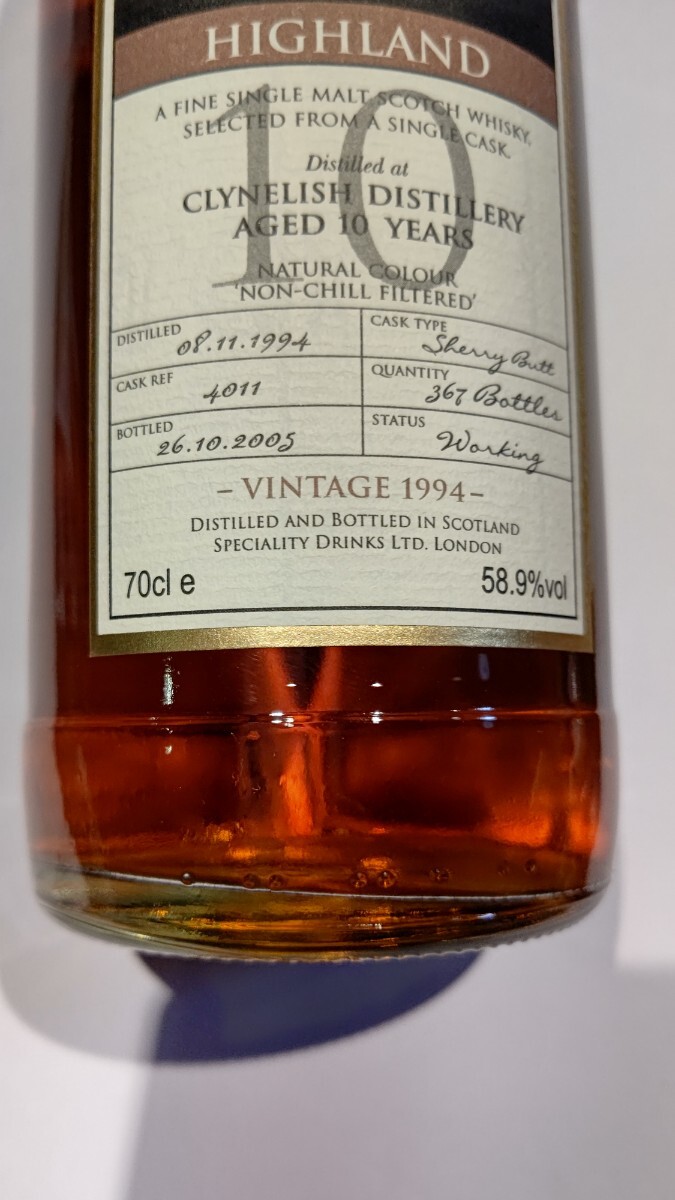 HIGHLAND
10
A FINE SINGLE MALT SCOTCH WHISKY,
SELECTED FROM A SINGLE CASK.
Distilled at
CLYNELISH DISTILLERY
AGED 10 YEARS
NATURAL COLOUR
'NON-CHILL FILTERED'
DISTILLED 08.11.1994 CASK TYPE Sherry Butt
CASK REF 4011 QUANTITY 367 Bottles
BOTTLED 26.10.2005 STATUS Working
– VINTAGE 1994 –
DISTILLED AND BOTTLED IN SCOTLAND
SPECIALITY DRINKS LTD. LONDON
70cl e 58.9%vol